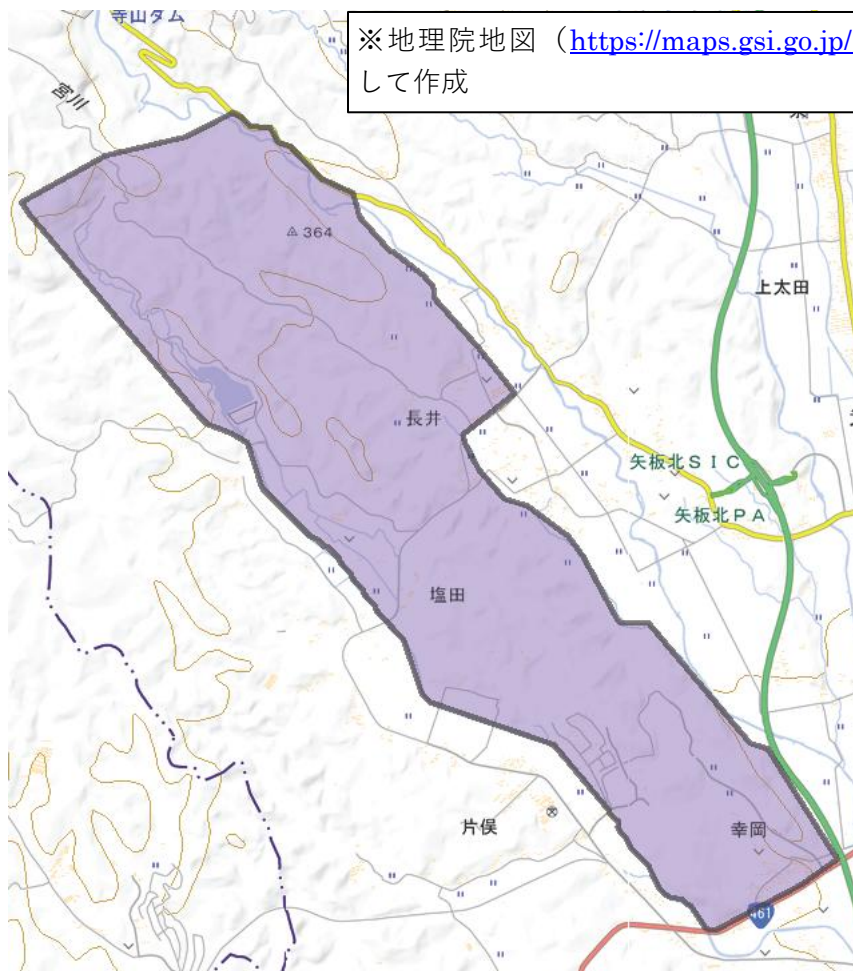 寺山ダム
※地理院地図（https://maps.gsi.go.jp/
して作成
宮川
364
上太田
長井
矢板北ＳＩＣ
矢板北ＰＡ
塩田
片俣
幸岡
461